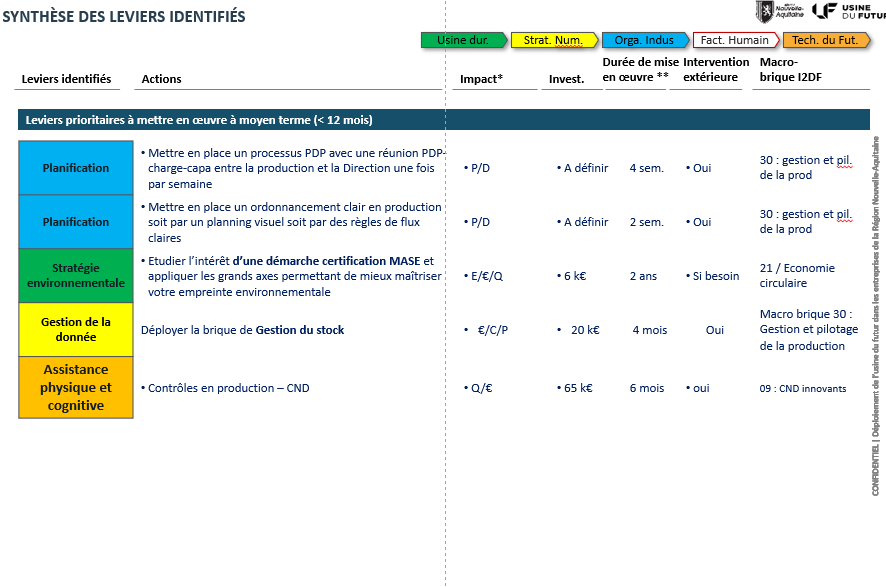 SYNTHÈSE DES LEVIERS IDENTIFIÉS
Nouvelle-
Aquitaine
USINE
DU FUTUR
Usine dur.
Strat. Num.
Orga. Indus
Fact. Humain
Tech. du Fut.
Leviers identifiés
Actions
Impact*
Invest.
Durée de mise
en œuvre **
Intervention
extérieure
Macro-
brique I2DF
Leviers prioritaires à mettre en œuvre à moyen terme (< 12 mois)
Planification
• Mettre en place un processus PDP avec une réunion PDP-
charge-capa entre la production et la Direction une fois
par semaine
• P/D
• A définir
4 sem.
• Oui
30 : gestion et pil.
de la prod
Planification
• Mettre en place un ordonnancement clair en production
soit par un planning visuel soit par des règles de flux
claires
• P/D
• A définir
2 sem.
• Oui
30 : gestion et pil.
de la prod
Stratégie
environnementale
• Etudier l'intérêt d'une démarche certification MASE et
appliquer les grands axes permettant de mieux maîtriser
votre empreinte environnementale
• E/€/Q
• 6 k€
2 ans
• Si besoin
21 / Economie
circulaire
Gestion de la
donnée
Déployer la brique de Gestion du stock
• €/C/P
• 20 k€
4 mois
Oui
Macro brique 30 :
Gestion et pilotage
de la production
Assistance
physique et
cognitive
• Contrôles en production – CND
• Q/€
• 65 k€
6 mois
• oui
09 : CND innovants
CONFIDENTIEL | Déploiement de l'usine du futur dans les entreprises de la Région Nouvelle-Aquitaine